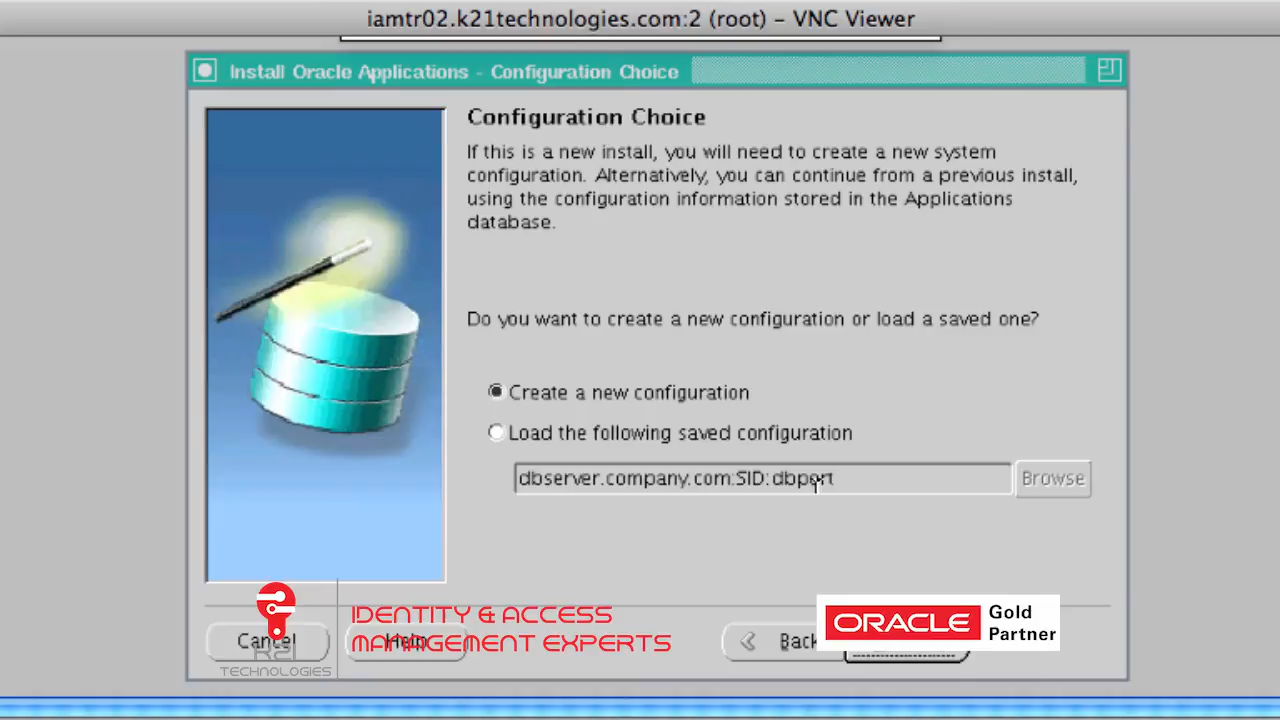 iamtr02.k21technologies.com:2 (root) – VNC Viewer
Install Oracle Applications - Configuration Choice
Configuration Choice
If this is a new install, you will need to create a new system
configuration. Alternatively, you can continue from a previous install,
using the configuration information stored in the Applications
database.
Do you want to create a new configuration or load a saved one?
Create a new configuration
Load the following saved configuration
dbserver.company.com:SID:dbport
Browse
Cancel
Help
Back
K21
TECHNOLOGIES
IDENTITY & ACCESS
MANAGEMENT EXPERTS
ORACLE
Gold
Partner